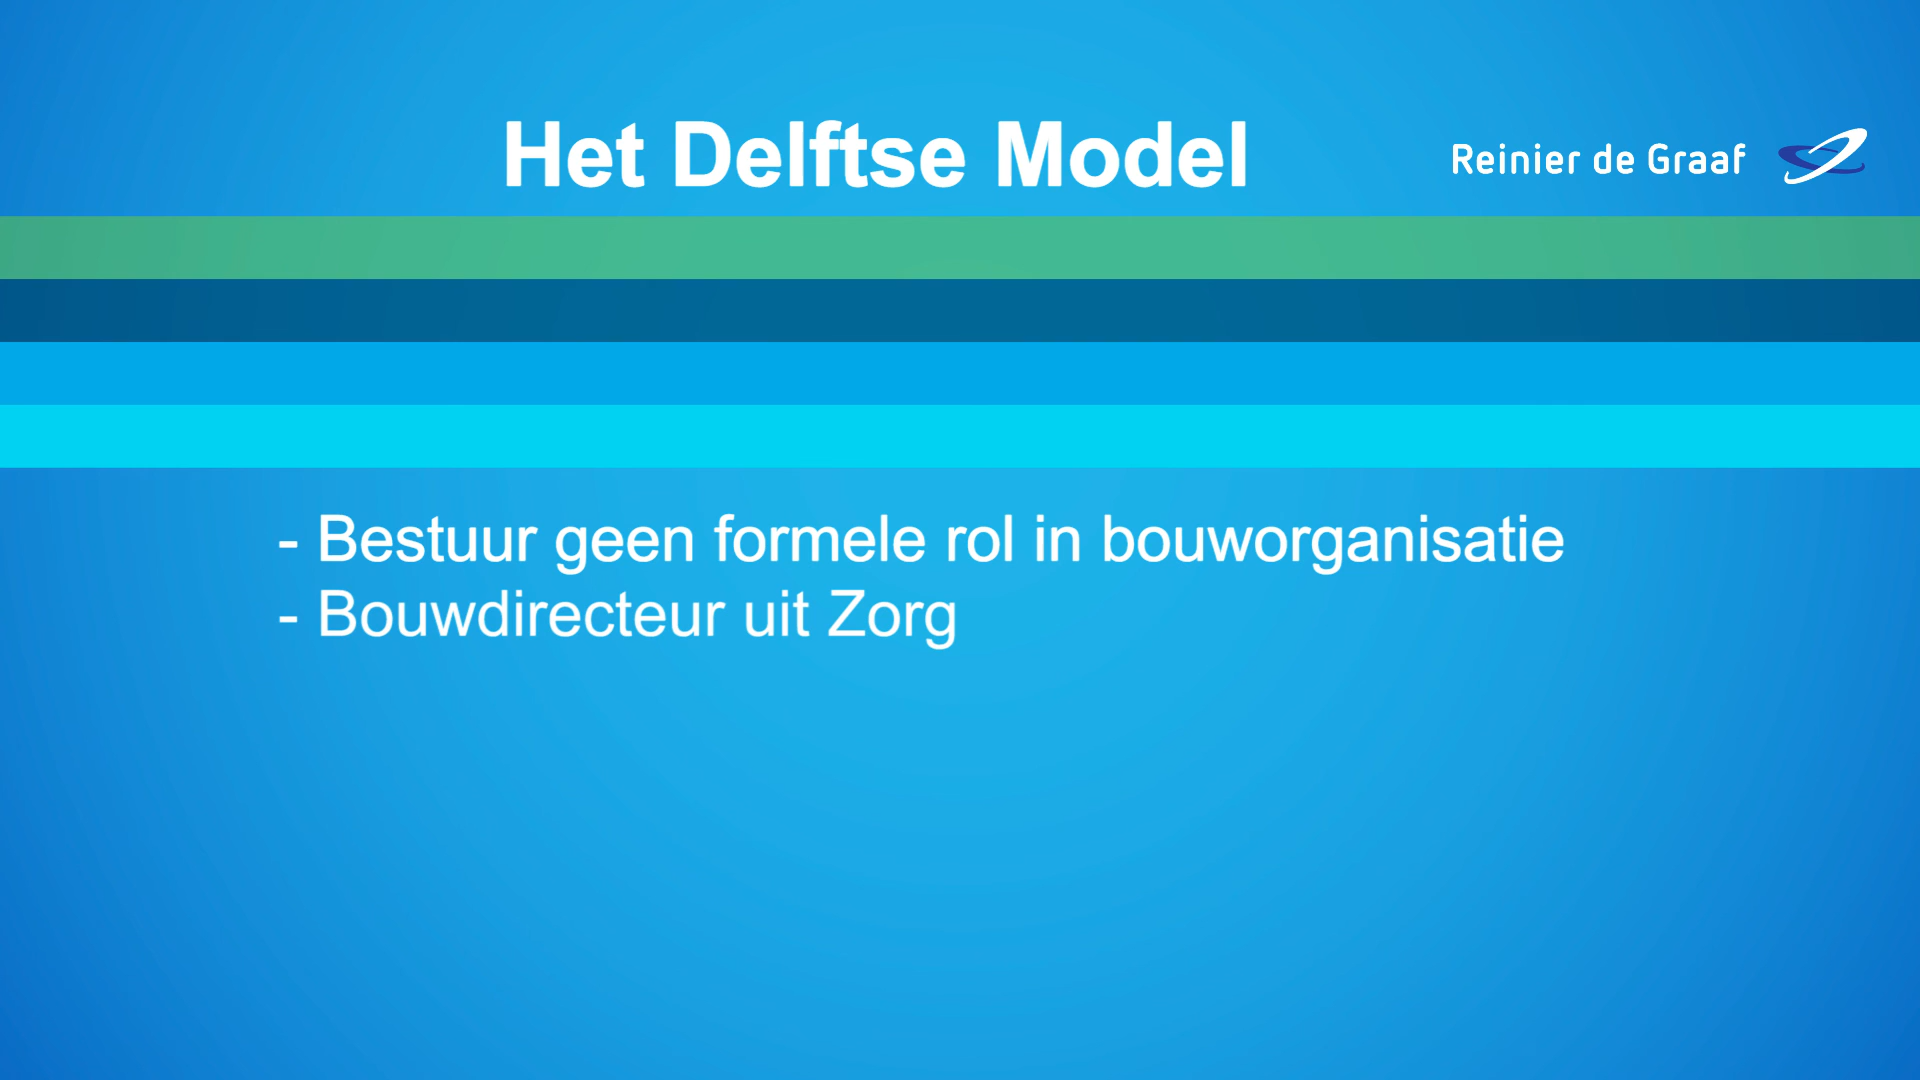 Het Delftse Model
Reinier de Graaf
- Bestuur geen formele rol in bouworganisatie
- Bouwdirecteur uit Zorg